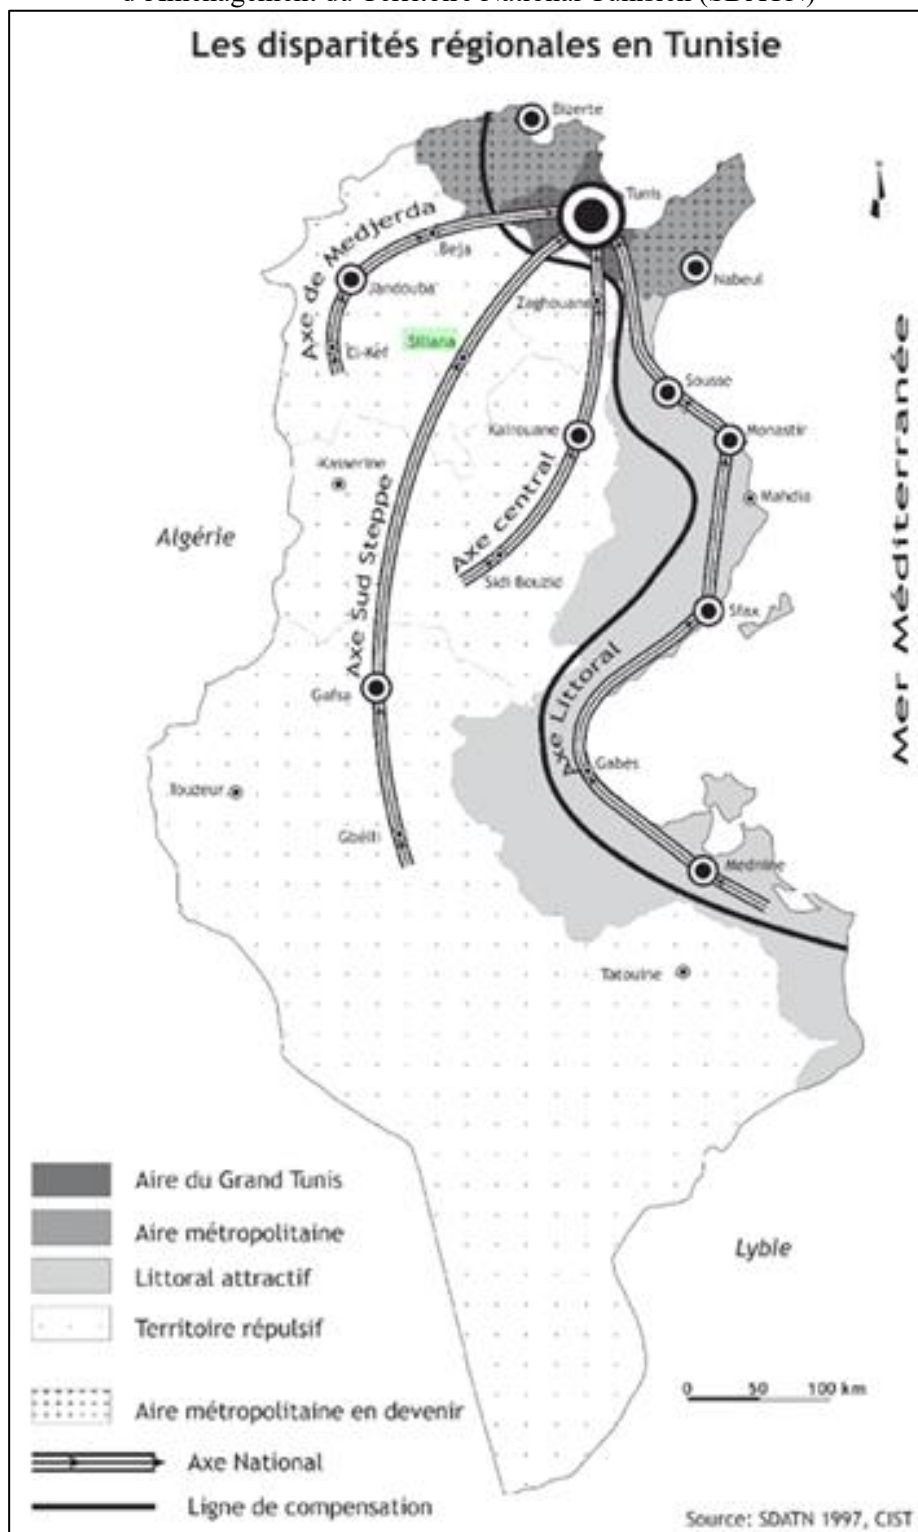 d'Aménagement du Territoire National Tunisien (SDATN)
Les disparités régionales en Tunisie
Bizerte
Tunis
Axe de Medjerda
Beja
Jandouba
Nabeul
Zaghouane
Siliana
El-Kef
Sousse
Kairouane
Monastir
Kasserine
Mahdia
Axe central
Algérie
Axe Sud Steppe
Sidi Bouzid
Mer Méditerranée
Sfax
Axe Littoral
Gafsa
Gabès
Touzeur
Gbélli
Mednine
Tatouine
Aire du Grand Tunis
Aire métropolitaine
Lybie
Littoral attractif
Territoire répulsif
0 50 100 km
Aire métropolitaine en devenir
Axe National
Ligne de compensation
Source: SDATN 1997, CIST